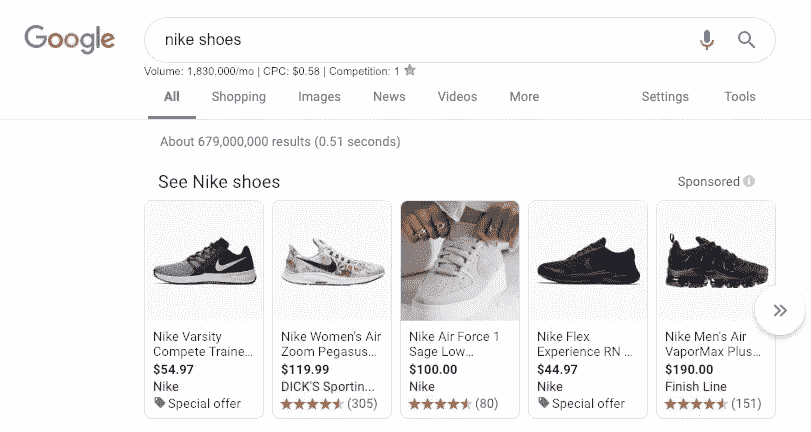 Google
nike shoes
Volume: 1,830,000/mo | CPC: $0.58 | Competition: 1
All Shopping Images News Videos More Settings Tools
About 679,000,000 results (0.51 seconds)
See Nike shoes Sponsored
Nike Varsity
Compete Traine...
$54.97
Nike
Special offer
Nike Women's Air
Zoom Pegasus...
$119.99
DICK'S Sportin...
(305)
Nike Air Force 1
Sage Low...
$100.00
Nike
(80)
Nike Flex
Experience RN ...
$44.97
Nike
Special offer
Nike Men's Air
VaporMax Plus...
$190.00
Finish Line
(151)